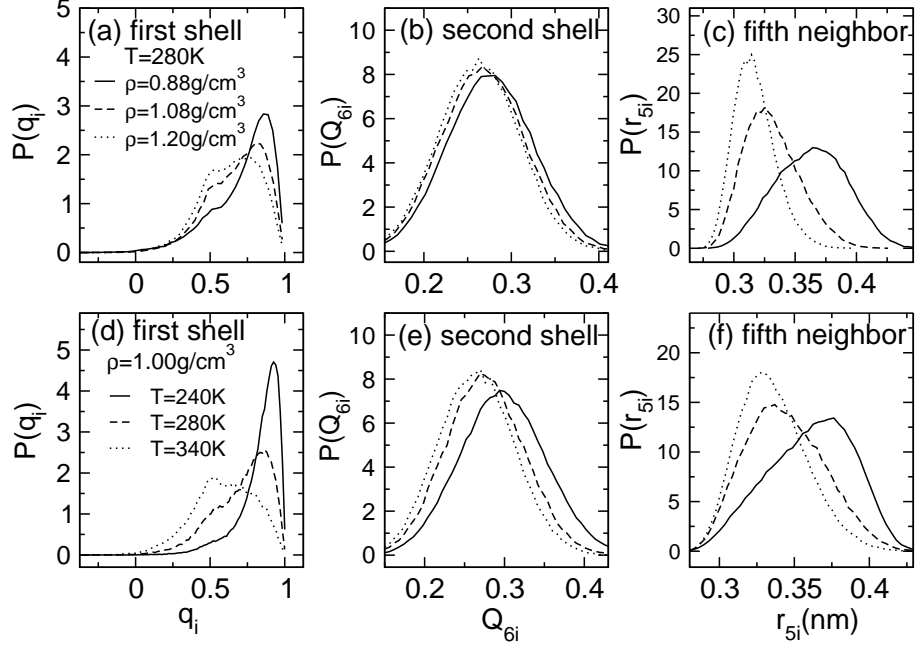 (a) first shell
T=280K
ρ=0.88g/cm³
ρ=1.08g/cm³
ρ=1.20g/cm³
P(q_i)
5
4
3
2
1
0
0
0.5
1
(b) second shell
P(Q_6i)
10
8
6
4
2
0
0.2
0.3
0.4
(c) fifth neighbor
P(r_5i)
30
25
20
15
10
5
0
0.3
0.35
0.4
(d) first shell
ρ=1.00g/cm³
T=240K
T=280K
T=340K
P(q_i)
5
4
3
2
1
0
0
0.5
1
q_i
(e) second shell
P(Q_6i)
10
8
6
4
2
0
0.2
0.3
0.4
Q_6i
(f) fifth neighbor
P(r_5i)
20
15
10
5
0
0.3
0.35
0.4
r_5i(nm)